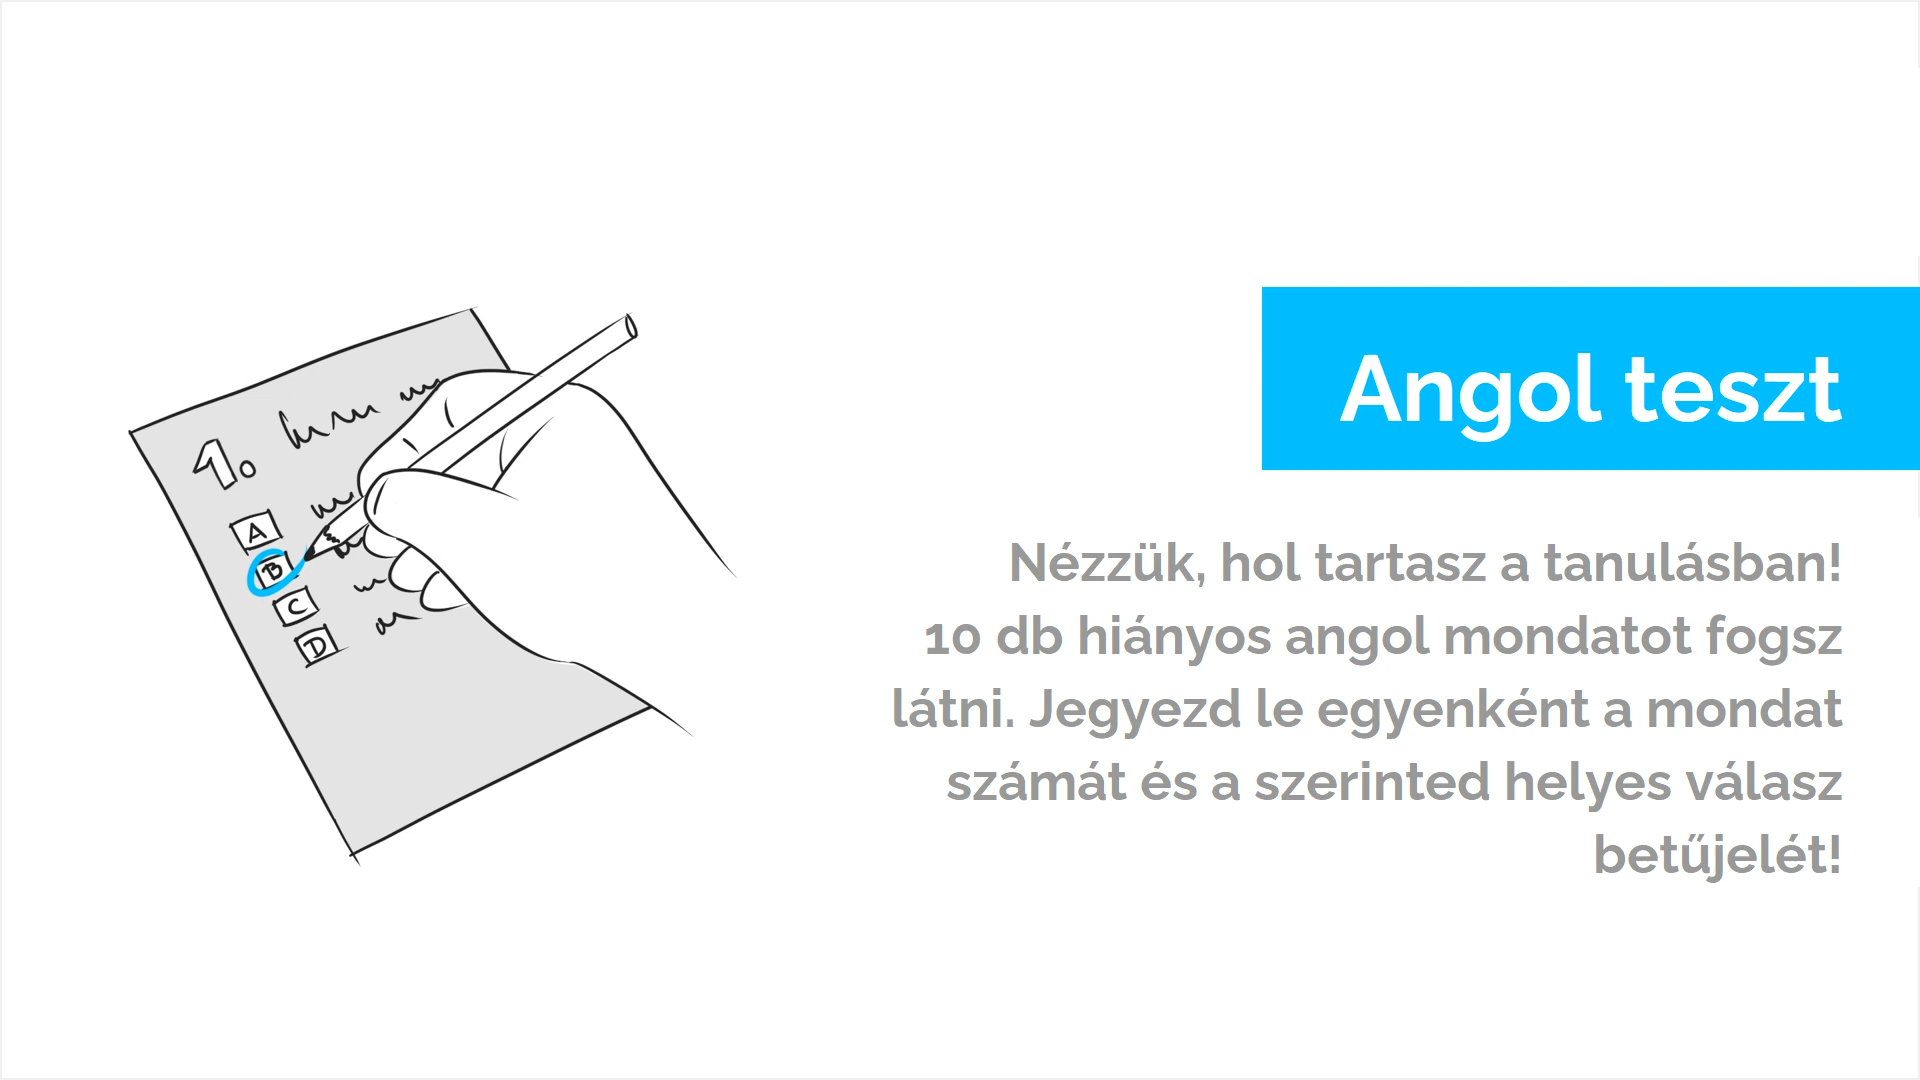 1.
A
B
C
D
Angol teszt
Nézzük, hol tartasz a tanulásban!
10 db hiányos angol mondatot fogsz
látni. Jegyezd le egyenként a mondat
számát és a szerinted helyes válasz
betűjelét!